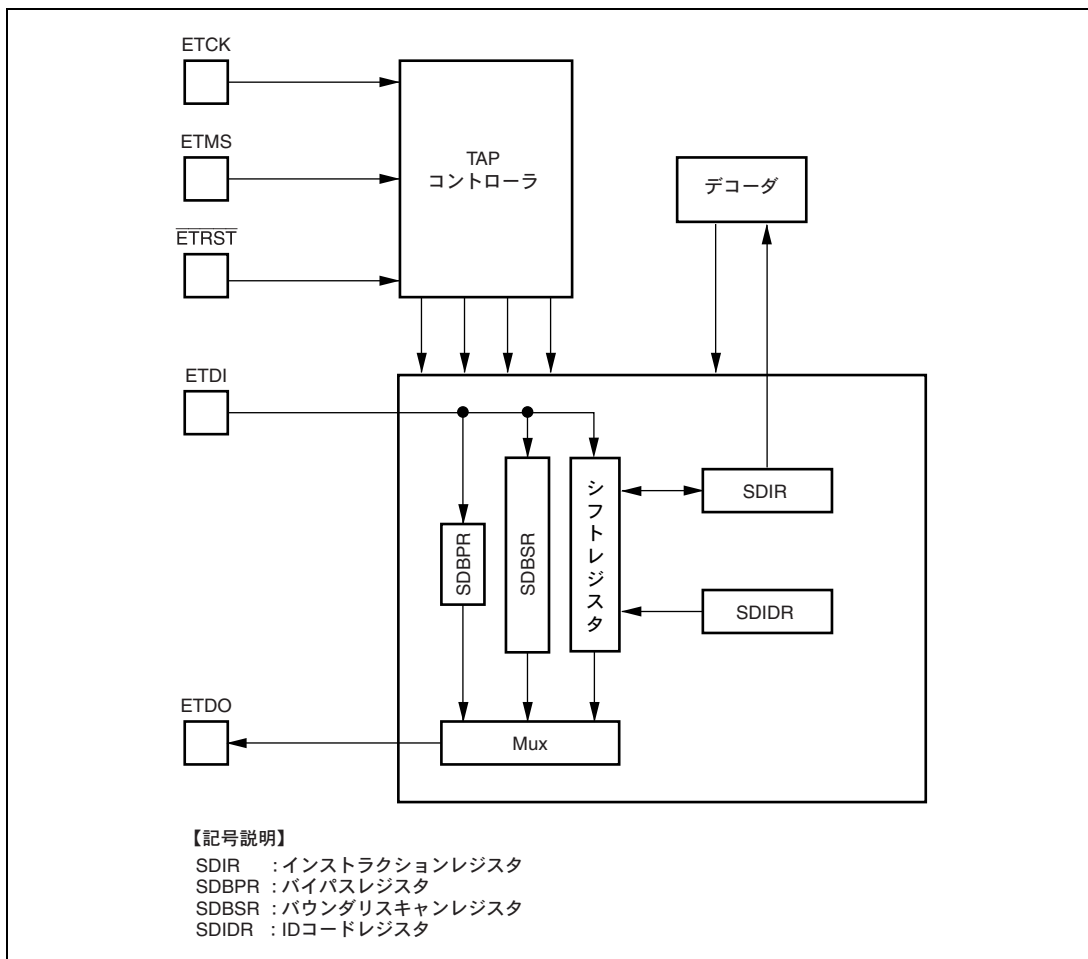 ETCK
ETMS
TAP
コントローラ
デコーダ
ETRST
ETDI
シフトレジスタ
SDIR
SDBPR
SDBSR
SDIDR
ETDO
Mux
【記号説明】
SDIR :インストラクションレジスタ
SDBPR :バイパスレジスタ
SDBSR :バウンダリスキャンレジスタ
SDIDR :IDコードレジスタ